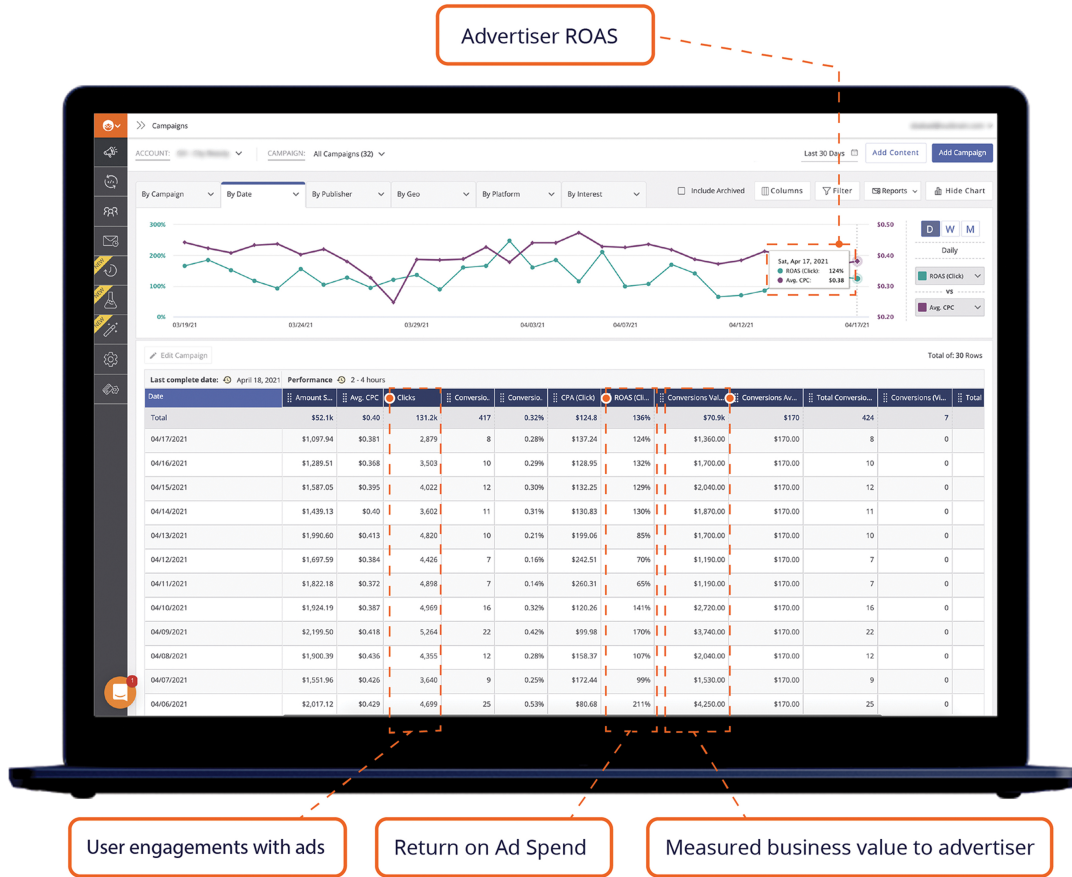 Advertiser ROAS
Campaigns
ACCOUNT:
CAMPAIGN: All Campaigns (32)
Last 30 Days
Add Content
Add Campaign
By Campaign
By Date
By Publisher
By Geo
By Platform
By Interest
Include Archived
Columns
Filter
Reports
Hide Chart
300%
200%
100%
0%
$0.50
$0.40
$0.30
$0.20
Sat, Apr 17, 2021
ROAS (Click): 124%
Avg. CPC: $0.38
03/19/21 03/24/21 03/29/21 04/03/21 04/07/21 04/12/21 04/17/21
D W M
Daily
ROAS (Click)
vs
Avg. CPC
NEW
NEW
NEW
Edit Campaign
Total of: 30 Rows
Last complete date: April 18, 2021 Performance 2 - 4 hours
Date Amount S... Avg. CPC Clicks Conversio. Conversio. CPA (Click) ROAS (Cli... Conversions Val... Conversions Av... Total Conversio... Conversions (Vi... Total
Total $52.1k $0.40 131.2k 417 0.32% $124.8 136% $70.9k $170 424 7
04/17/2021 $1,097.94 $0.381 2,879 8 0.28% $137.24 124% $1,360.00 $170.00 8 0
04/16/2021 $1,289.51 $0.368 3,503 10 0.29% $128.95 132% $1,700.00 $170.00 10 0
04/15/2021 $1,587.05 $0.395 4,022 12 0.30% $132.25 129% $2,040.00 $170.00 12 0
04/14/2021 $1,439.13 $0.40 3,602 11 0.31% $130.83 130% $1,870.00 $170.00 11 0
04/13/2021 $1,990.60 $0.413 4,820 10 0.21% $199.06 85% $1,700.00 $170.00 10 0
04/12/2021 $1,697.59 $0.384 4,426 7 0.16% $242.51 70% $1,190.00 $170.00 7 0
04/11/2021 $1,822.18 $0.372 4,898 7 0.14% $260.31 65% $1,190.00 $170.00 7 0
04/10/2021 $1,924.19 $0.387 4,969 16 0.32% $120.26 141% $2,720.00 $170.00 16 0
04/09/2021 $2,199.50 $0.418 5,264 22 0.42% $99.98 170% $3,740.00 $170.00 22 0
04/08/2021 $1,900.39 $0.436 4,355 12 0.28% $158.37 107% $2,040.00 $170.00 12 0
04/07/2021 $1,551.96 $0.426 3,640 9 0.25% $172.44 99% $1,530.00 $170.00 9 0
04/06/2021 $2,017.12 $0.429 4,699 25 0.53% $80.68 211% $4,250.00 $170.00 25 0
1
User engagements with ads
Return on Ad Spend
Measured business value to advertiser